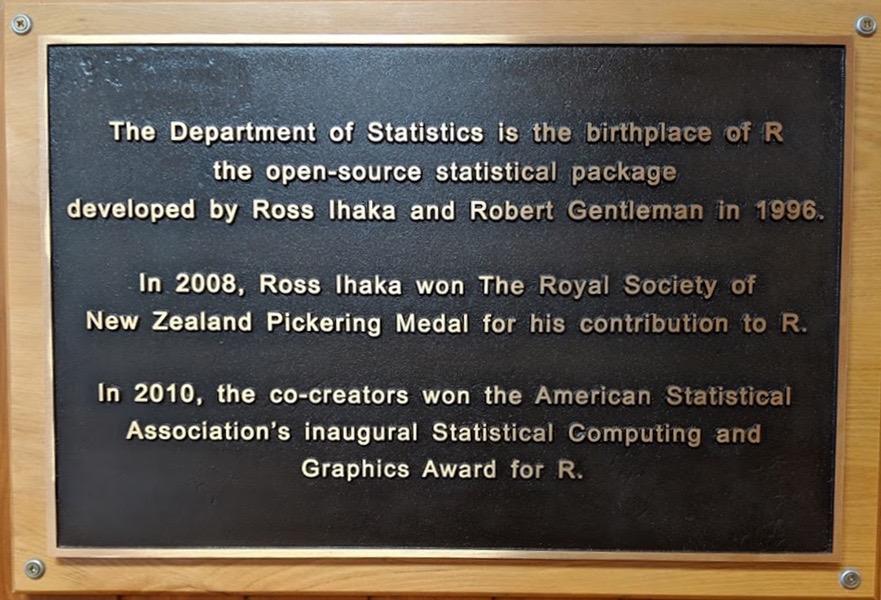 The Department of Statistics is the birthplace of R
the open-source statistical package
developed by Ross Ihaka and Robert Gentleman in 1996.
In 2008, Ross Ihaka won The Royal Society of
New Zealand Pickering Medal for his contribution to R.
In 2010, the co-creators won the American Statistical
Association's inaugural Statistical Computing and
Graphics Award for R.